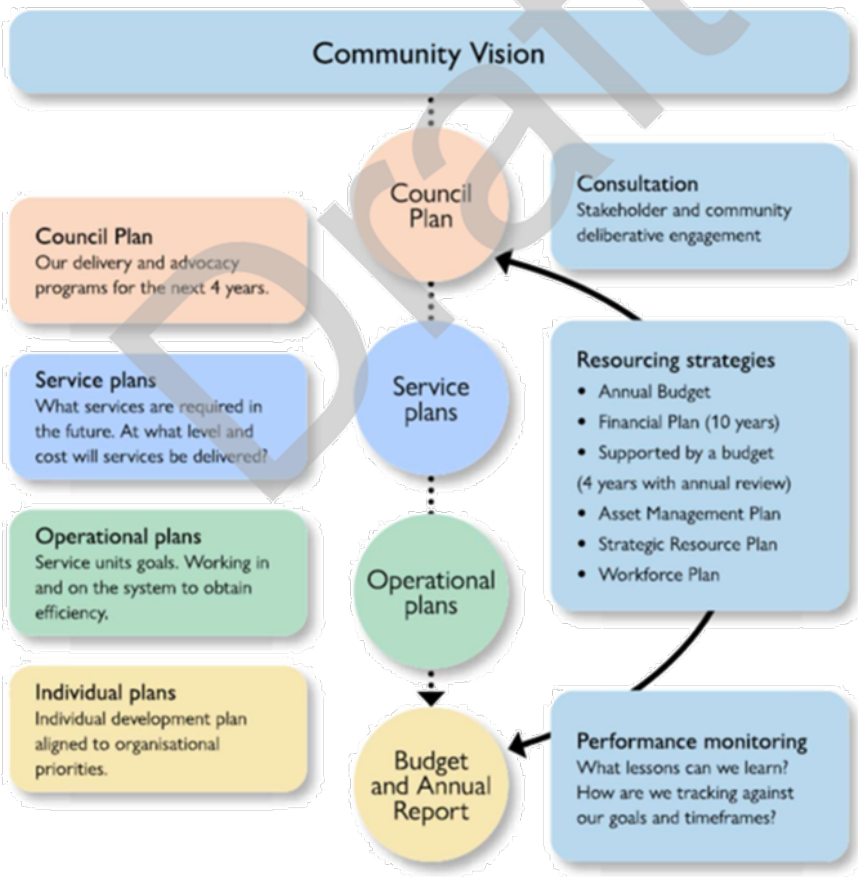 Community Vision
Council
Plan
Consultation
Stakeholder and community
deliberative engagement
Council Plan
Our delivery and advocacy
programs for the next 4 years.
Service plans
What services are required in
the future. At what level and
cost will services be delivered?
Service
plans
Resourcing strategies
• Annual Budget
• Financial Plan (10 years)
• Supported by a budget
(4 years with annual review)
• Asset Management Plan
• Strategic Resource Plan
• Workforce Plan
Operational plans
Service units goals. Working in
and on the system to obtain
efficiency.
Operational
plans
Individual plans
Individual development plan
aligned to organisational
priorities.
Budget
and Annual
Report
Performance monitoring
What lessons can we learn?
How are we tracking against
our goals and timeframes?
Draft